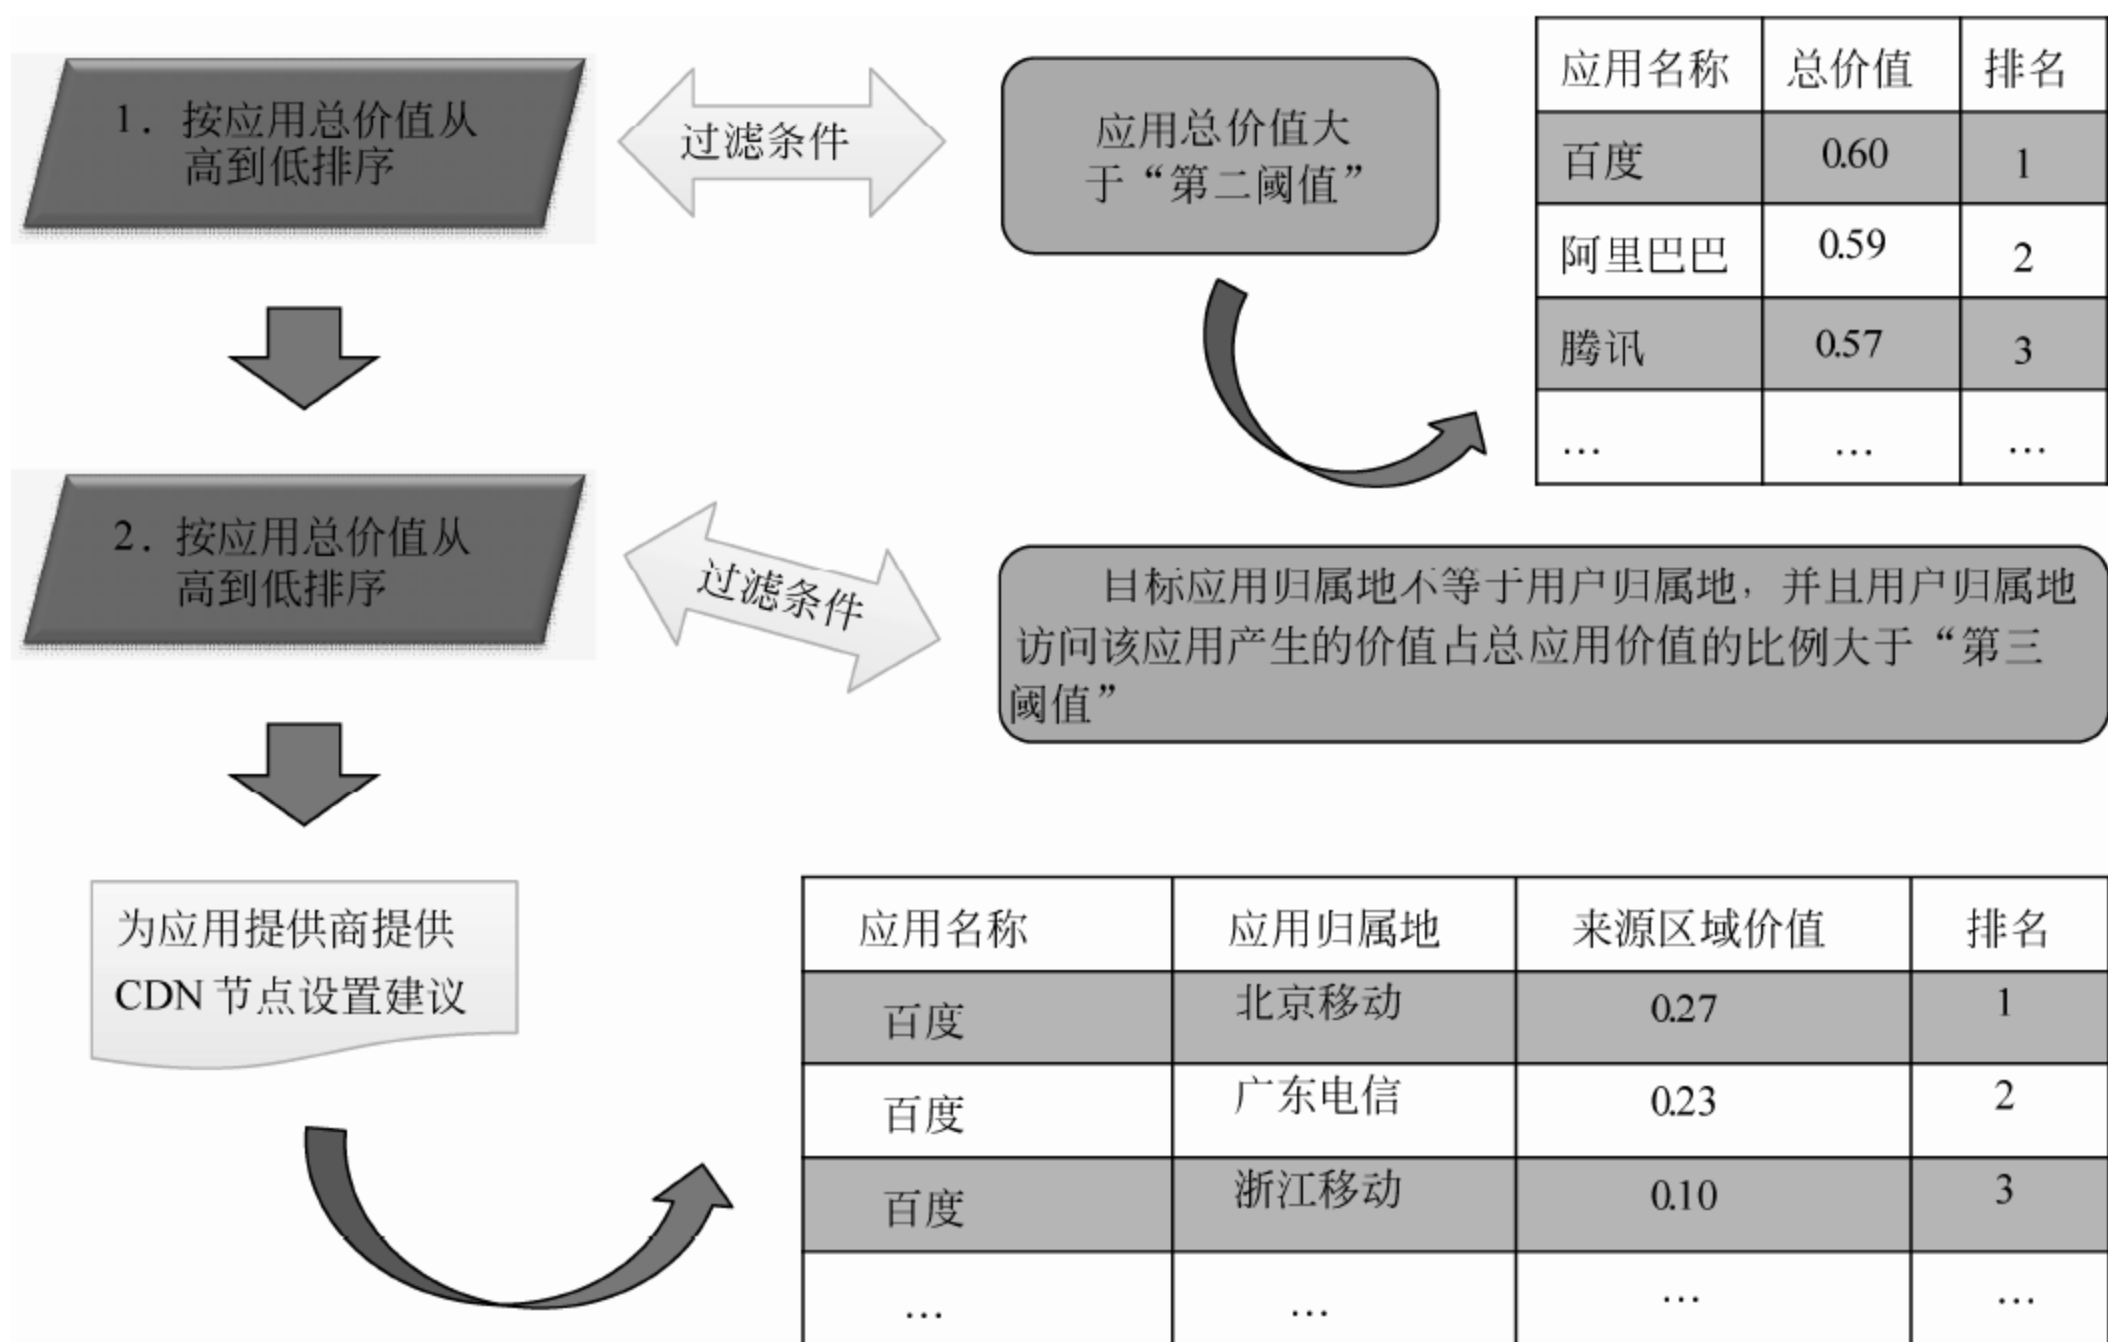 1. 按应用总价值从
高到低排序
过滤条件
应用总价值大
于“第二阈值”
应用名称 总价值 排名
百度 0.60 1
阿里巴巴 0.59 2
腾讯 0.57 3
… … …
2. 按应用总价值从
高到低排序
过滤条件
目标应用归属地不等于用户归属地，并且用户归属地
访问该应用产生的价值占总应用价值的比例大于“第三
阈值”
为应用提供商提供
CDN 节点设置建议
应用名称 应用归属地 来源区域价值 排名
百度 北京移动 0.27 1
百度 广东电信 0.23 2
百度 浙江移动 0.10 3
… … … …